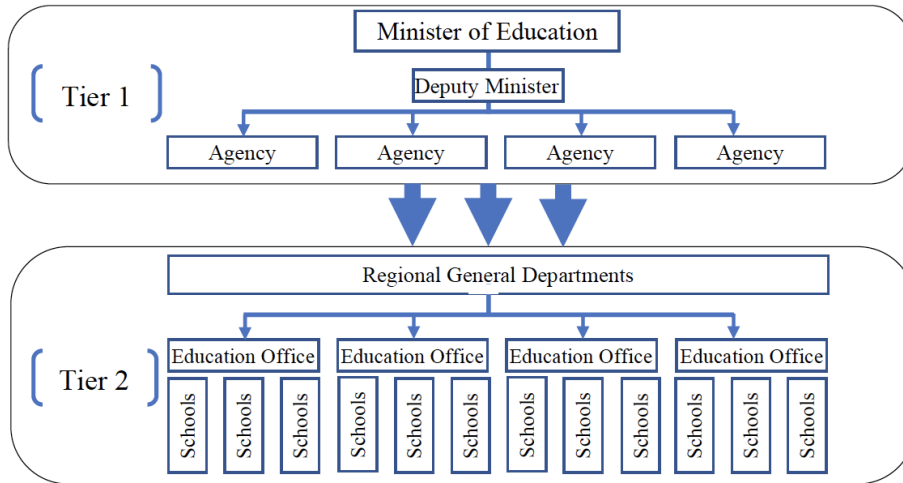 Minister of Education
Tier 1
Deputy Minister
Agency
Agency
Agency
Agency
Regional General Departments
Tier 2
Education Office
Education Office
Education Office
Education Office
Schools
Schools
Schools
Schools
Schools
Schools
Schools
Schools
Schools
Schools
Schools
Schools